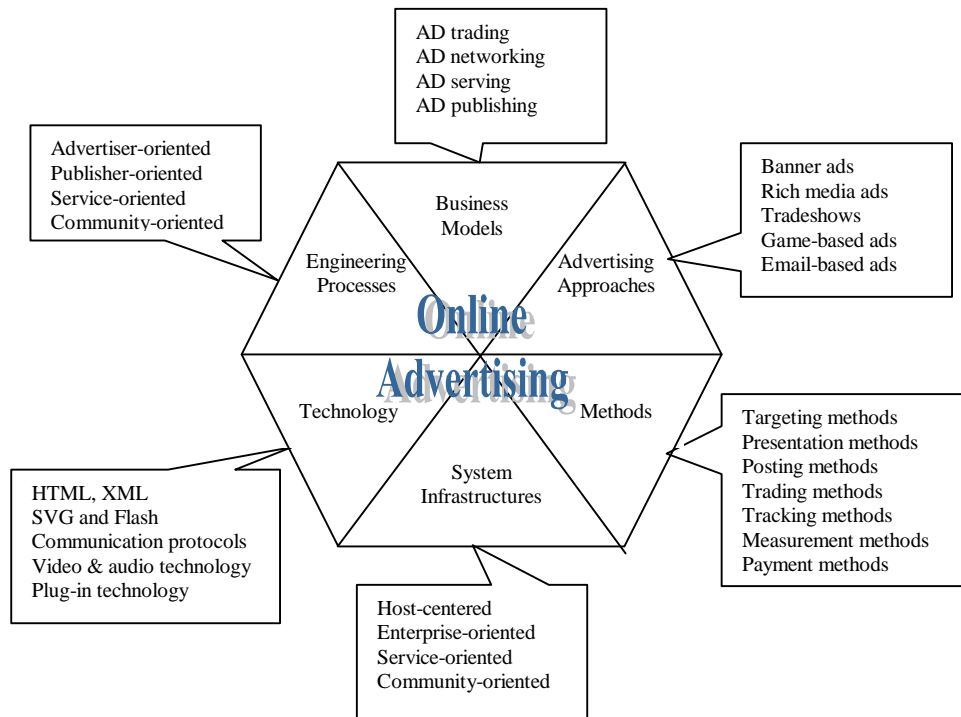 AD trading
AD networking
AD serving
AD publishing
Advertiser-oriented
Publisher-oriented
Service-oriented
Community-oriented
Banner ads
Rich media ads
Tradeshows
Game-based ads
Email-based ads
Business
Models
Engineering
Processes
Advertising
Approaches
Online
Advertising
Technology
Methods
System
Infrastructures
Targeting methods
Presentation methods
Posting methods
Trading methods
Tracking methods
Measurement methods
Payment methods
HTML, XML
SVG and Flash
Communication protocols
Video & audio technology
Plug-in technology
Host-centered
Enterprise-oriented
Service-oriented
Community-oriented